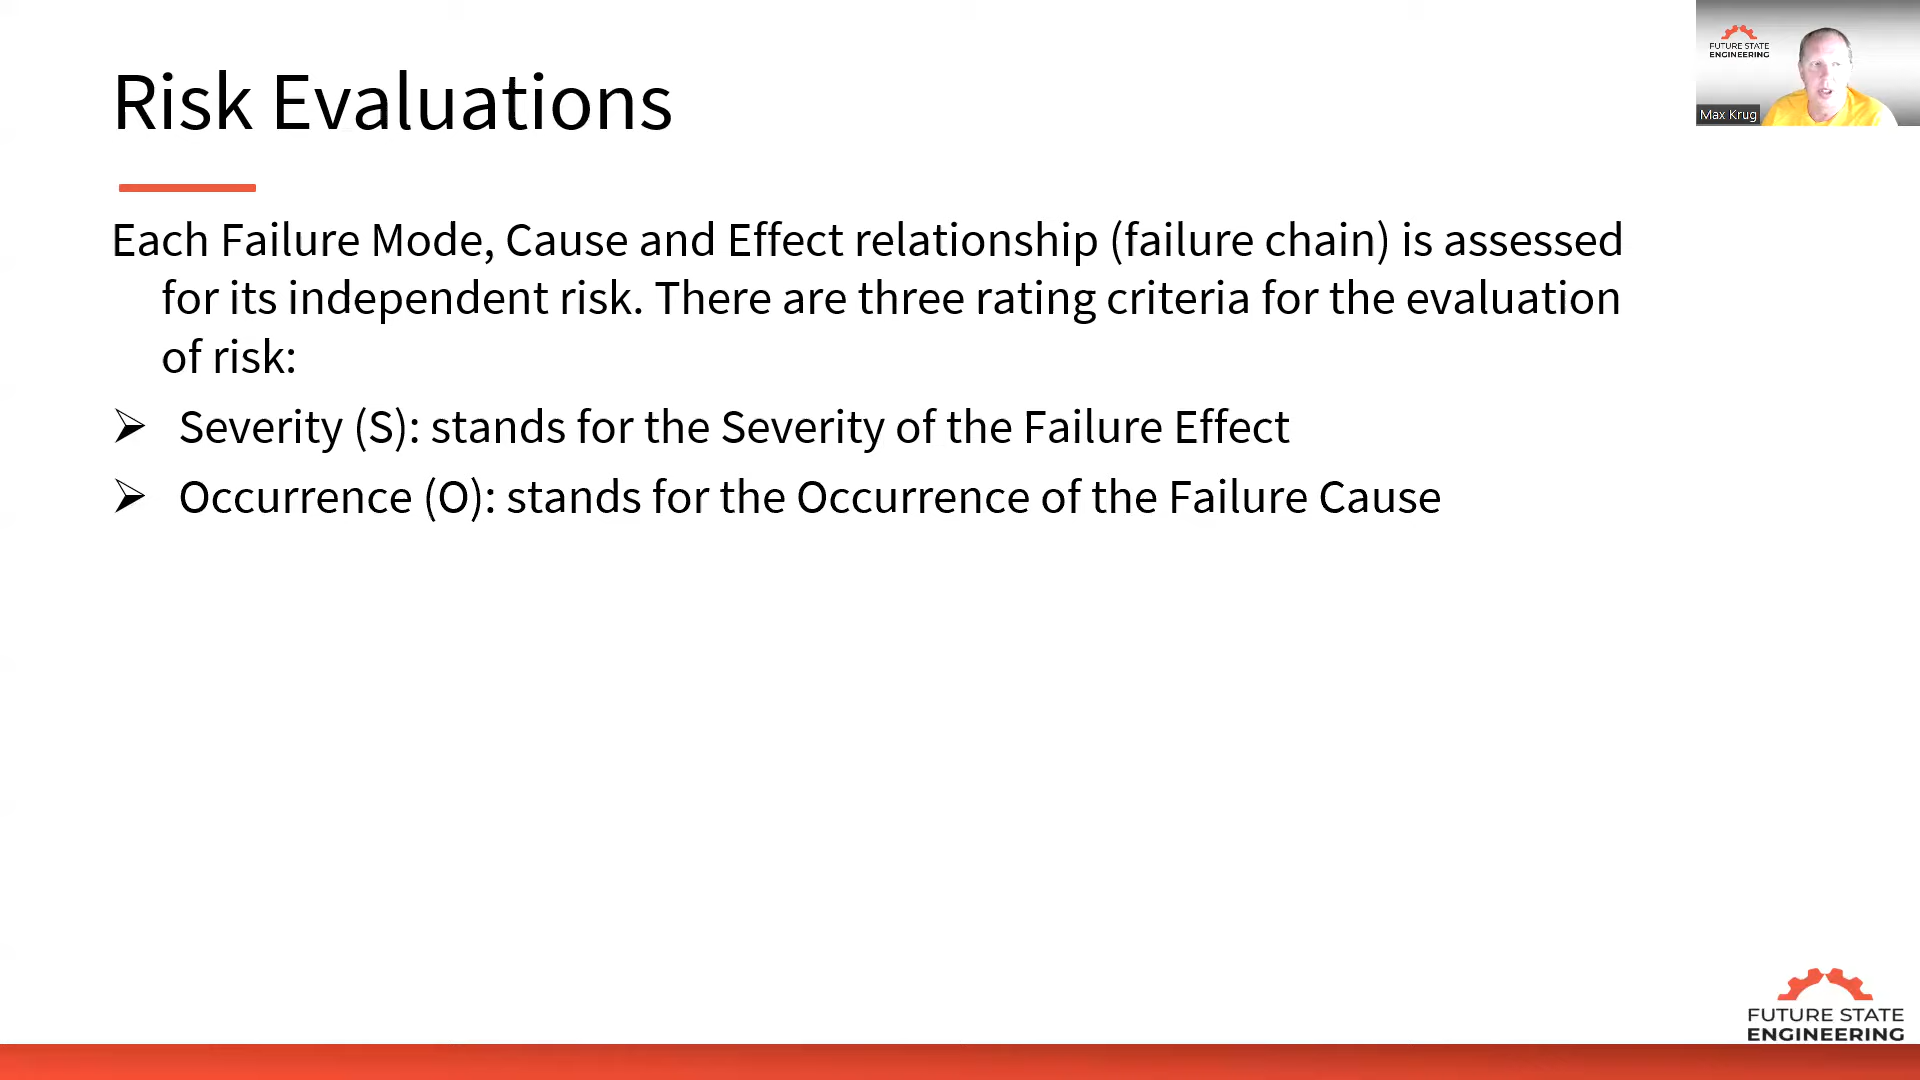 Risk Evaluations
FUTURE STATE
ENGINEERING
Max Krug
Each Failure Mode, Cause and Effect relationship (failure chain) is assessed
for its independent risk. There are three rating criteria for the evaluation
of risk:
Severity (S): stands for the Severity of the Failure Effect
Occurrence (O): stands for the Occurrence of the Failure Cause
FUTURE STATE
ENGINEERING